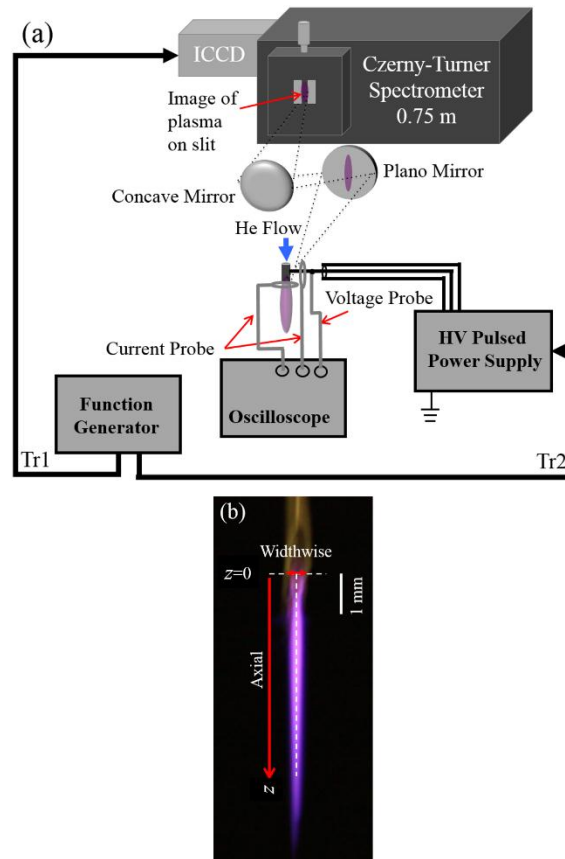 (a)
ICCD
Czerny-Turner
Spectrometer
0.75 m
Image of
plasma
on slit
Plano Mirror
Concave Mirror
He Flow
Voltage Probe
Current Probe
HV Pulsed
Power Supply
Function
Generator
Oscilloscope
Tr1
Tr2
(b)
Widthwise
z=0
1 mm
Axial
z